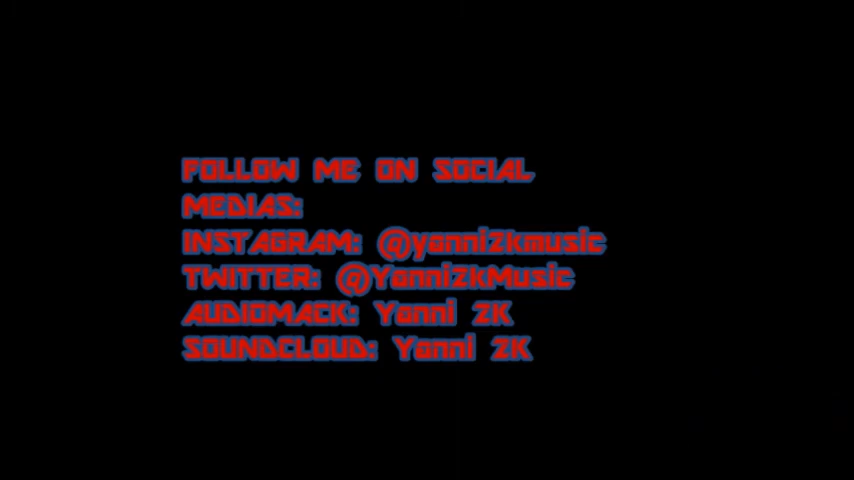 FOLLOW ME ON SOCIAL
MEDIAS:
INSTAGRAM: @yanni2kmusic
TWITTER: @Yanni2kMusic
AUDIOMACK: Yanni 2K
SOUNDCLOUD: Yanni 2K